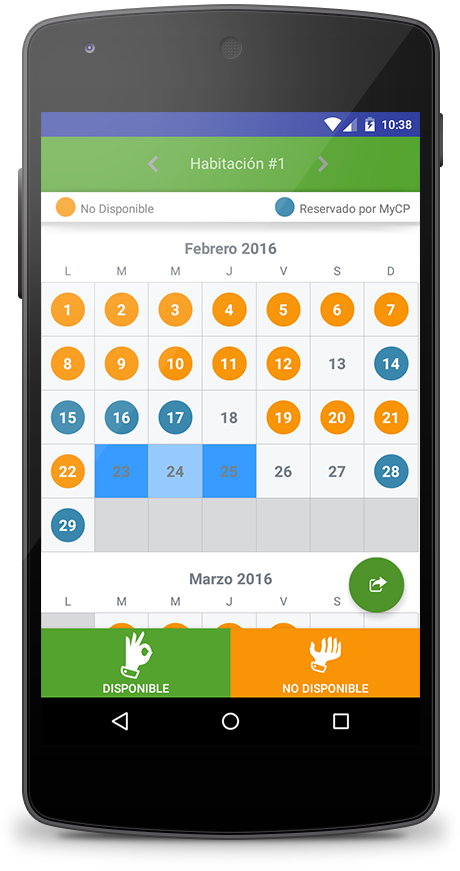 10:38
Habitación #1
No Disponible Reservado por MyCP
Febrero 2016
L M M J V S D
1 2 3 4 5 6 7
8 9 10 11 12 13 14
15 16 17 18 19 20 21
22 23 24 25 26 27 28
29
Marzo 2016
L M M J V S
DISPONIBLE NO DISPONIBLE